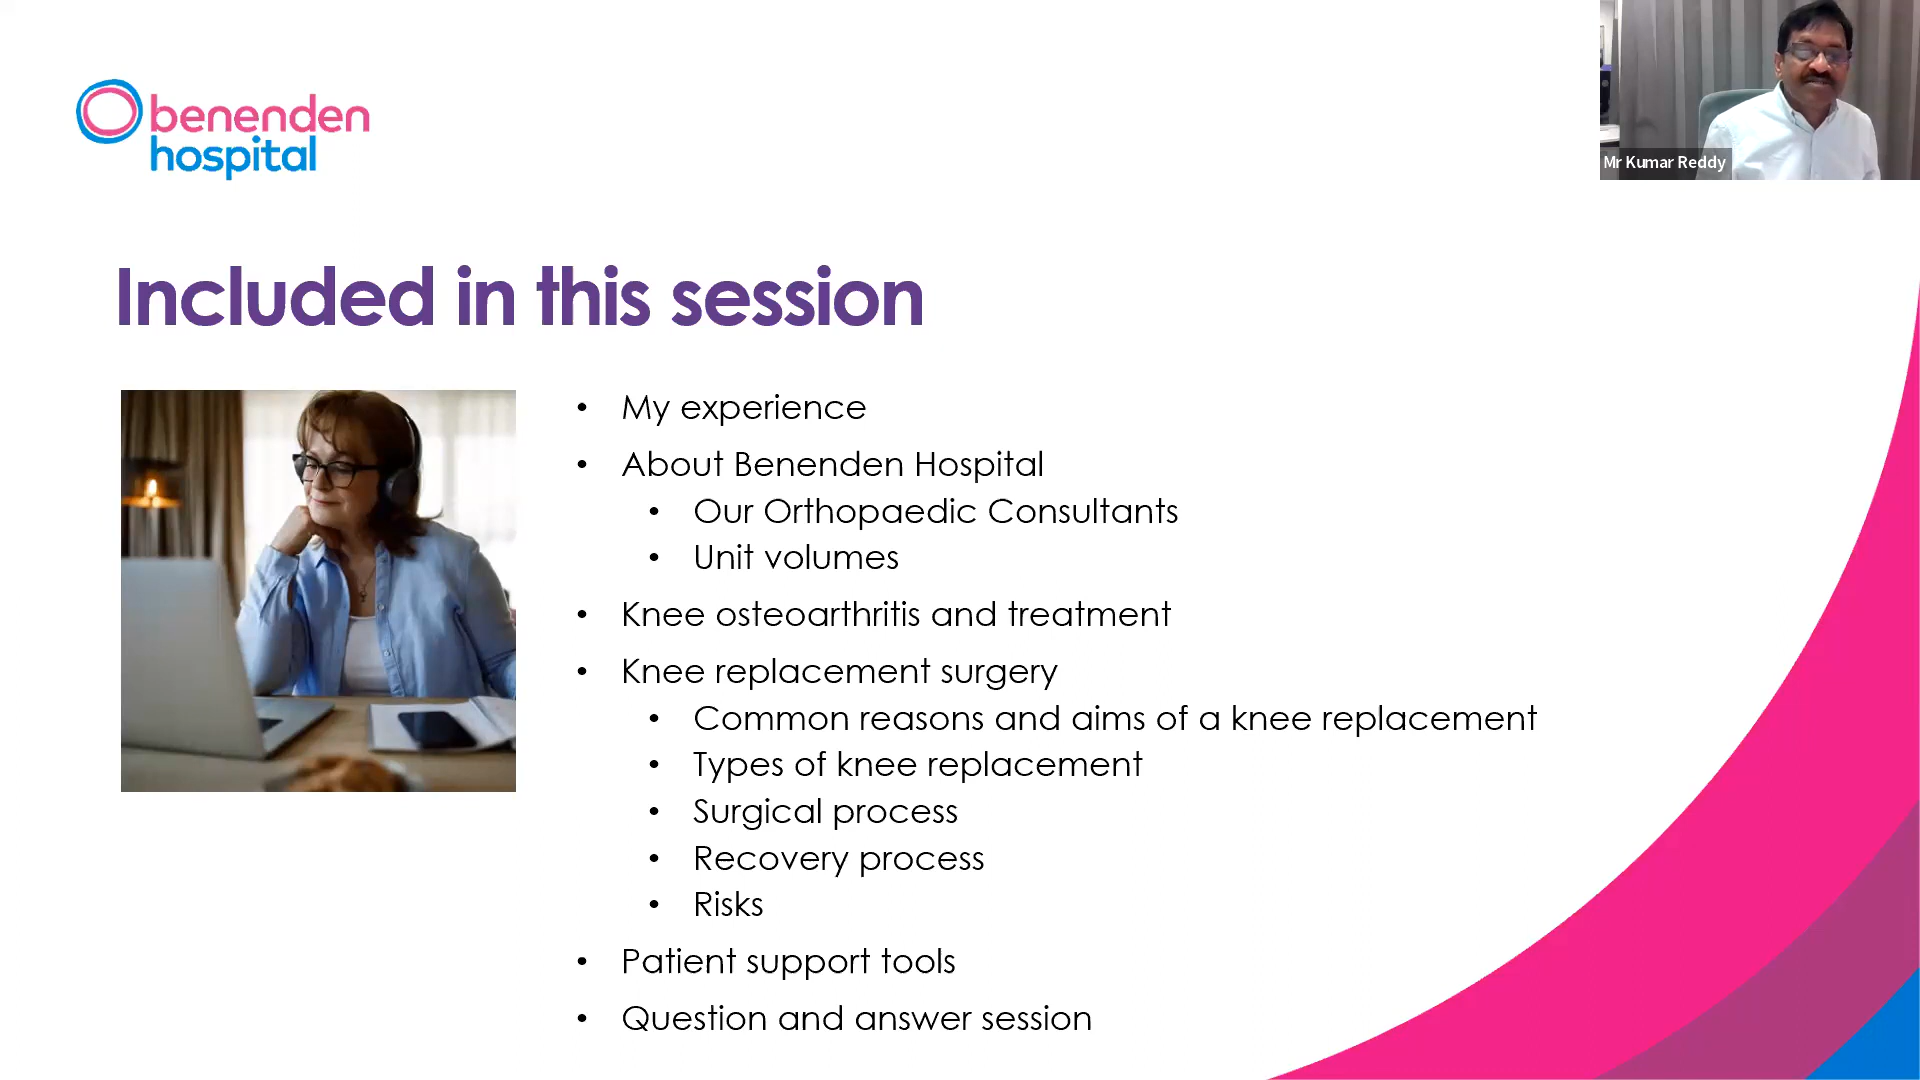 benenden
hospital
Mr Kumar Reddy
Included in this session
• My experience
• About Benenden Hospital
• Our Orthopaedic Consultants
• Unit volumes
• Knee osteoarthritis and treatment
• Knee replacement surgery
• Common reasons and aims of a knee replacement
• Types of knee replacement
• Surgical process
• Recovery process
• Risks
• Patient support tools
• Question and answer session